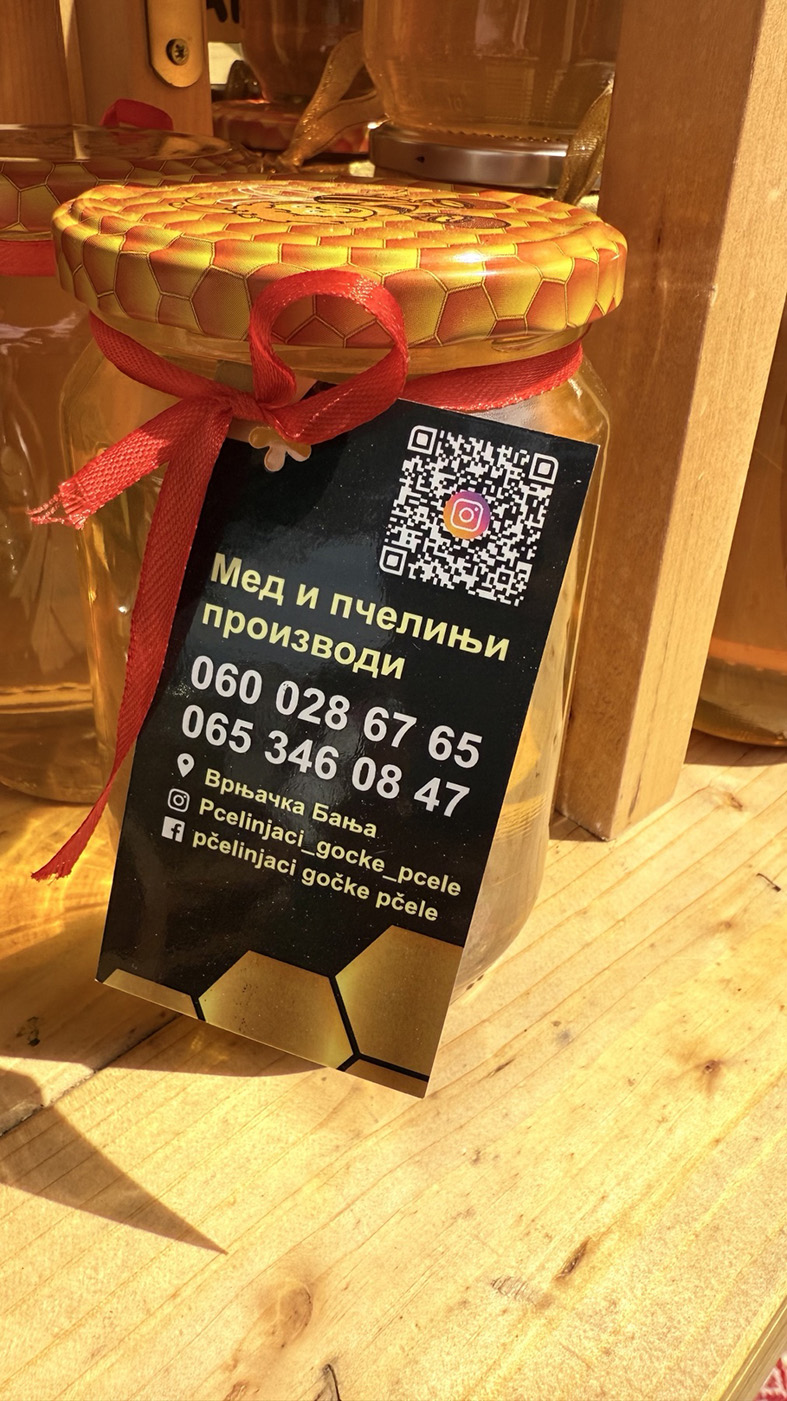 Мед и пчелињи
производи
060 028 67 65
065 346 08 47
Врњачка Бања
Pcelinjaci_gocke_pcele
pčelinjaci gočke pčele